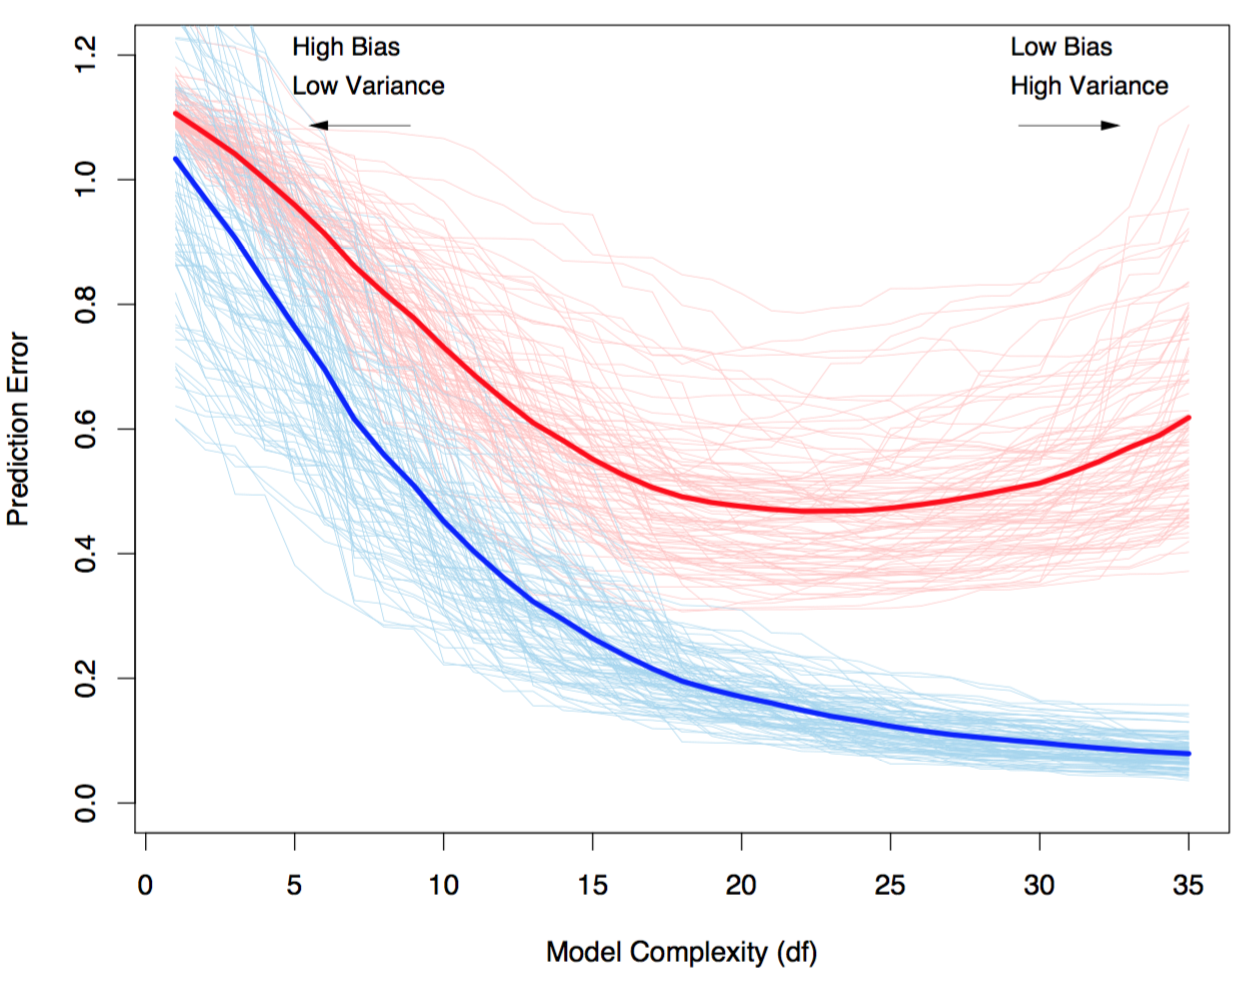 High Bias
Low Variance
Low Bias
High Variance
Prediction Error
1.2
1.0
0.8
0.6
0.4
0.2
0.0
0 5 10 15 20 25 30 35
Model Complexity (df)